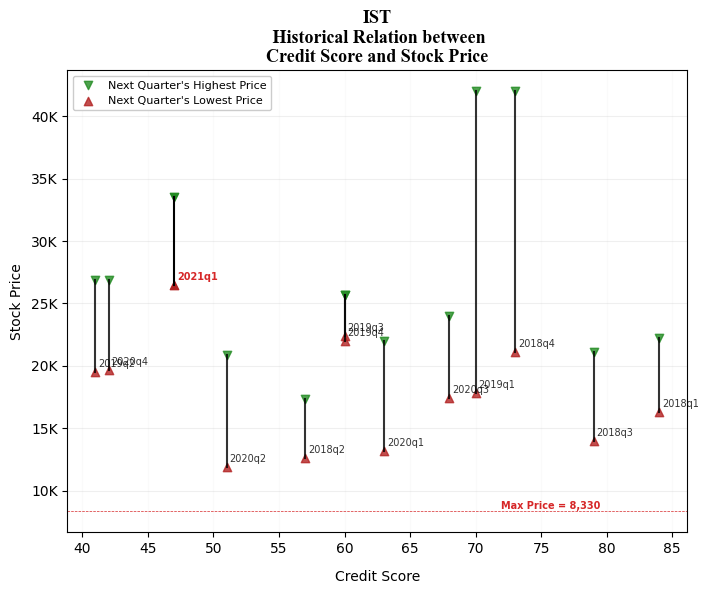 IST
Historical Relation between
Credit Score and Stock Price
Next Quarter's Highest Price
Next Quarter's Lowest Price
Stock Price
40K
35K
30K
25K
20K
15K
10K
2021q1
2019q3
2019q4
2019q2
2020q4
2018q4
2020q3
2019q1
2018q1
2018q3
2020q1
2018q2
2020q2
Max Price = 8,330
40
45
50
55
60
65
70
75
80
85
Credit Score